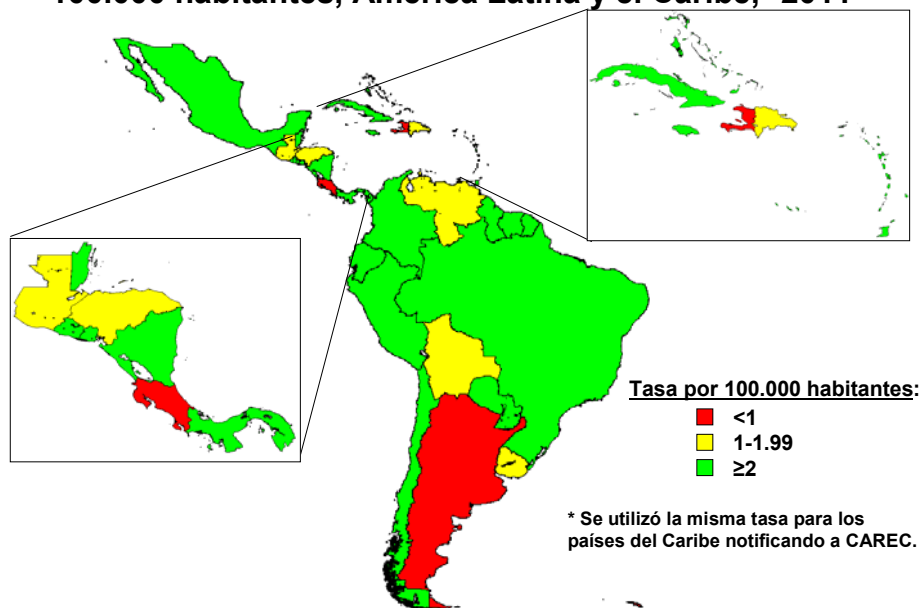 100.000 habitantes, América Latina y el Caribe,* 2011
Tasa por 100.000 habitantes:
<1
1-1.99
≥2
* Se utilizó la misma tasa para los
países del Caribe notificando a CAREC.